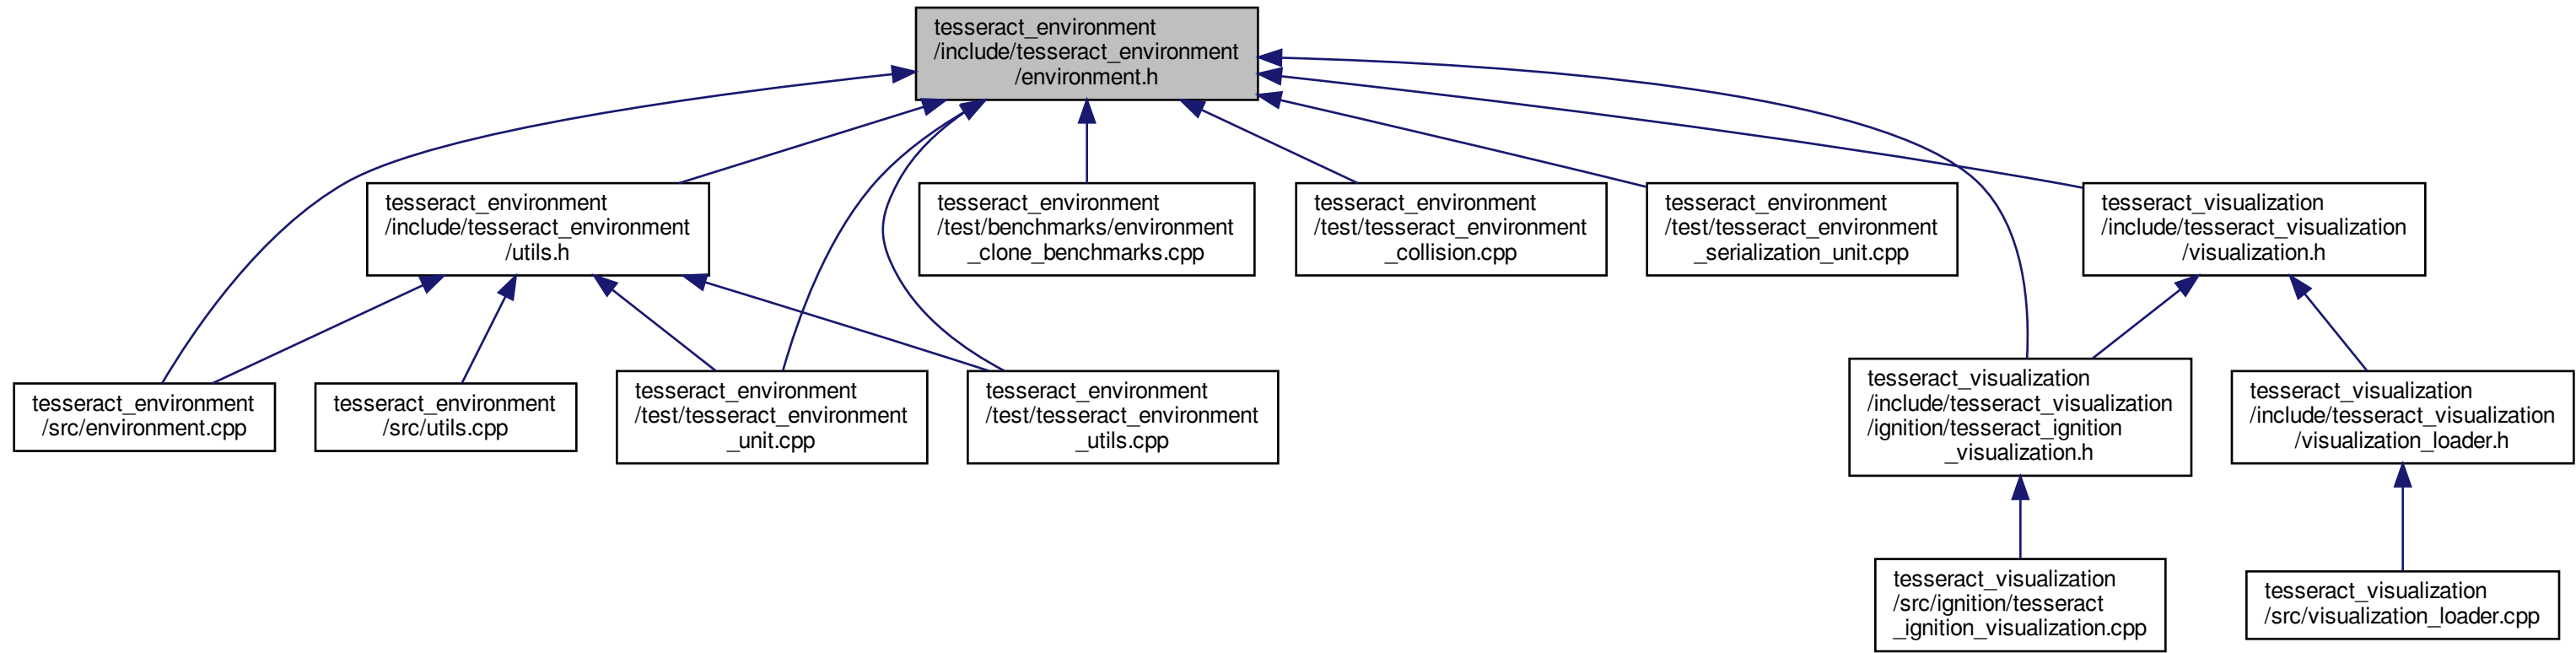 tesseract_environment
/include/tesseract_environment
/environment.h
tesseract_environment
/include/tesseract_environment
/utils.h
tesseract_environment
/test/benchmarks/environment
_clone_benchmarks.cpp
tesseract_environment
/test/tesseract_environment
_collision.cpp
tesseract_environment
/test/tesseract_environment
_serialization_unit.cpp
tesseract_visualization
/include/tesseract_visualization
/visualization.h
tesseract_environment
/src/environment.cpp
tesseract_environment
/src/utils.cpp
tesseract_environment
/test/tesseract_environment
_unit.cpp
tesseract_environment
/test/tesseract_environment
_utils.cpp
tesseract_visualization
/include/tesseract_visualization
/ignition/tesseract_ignition
_visualization.h
tesseract_visualization
/include/tesseract_visualization
/visualization_loader.h
tesseract_visualization
/src/ignition/tesseract
_ignition_visualization.cpp
tesseract_visualization
/src/visualization_loader.cpp